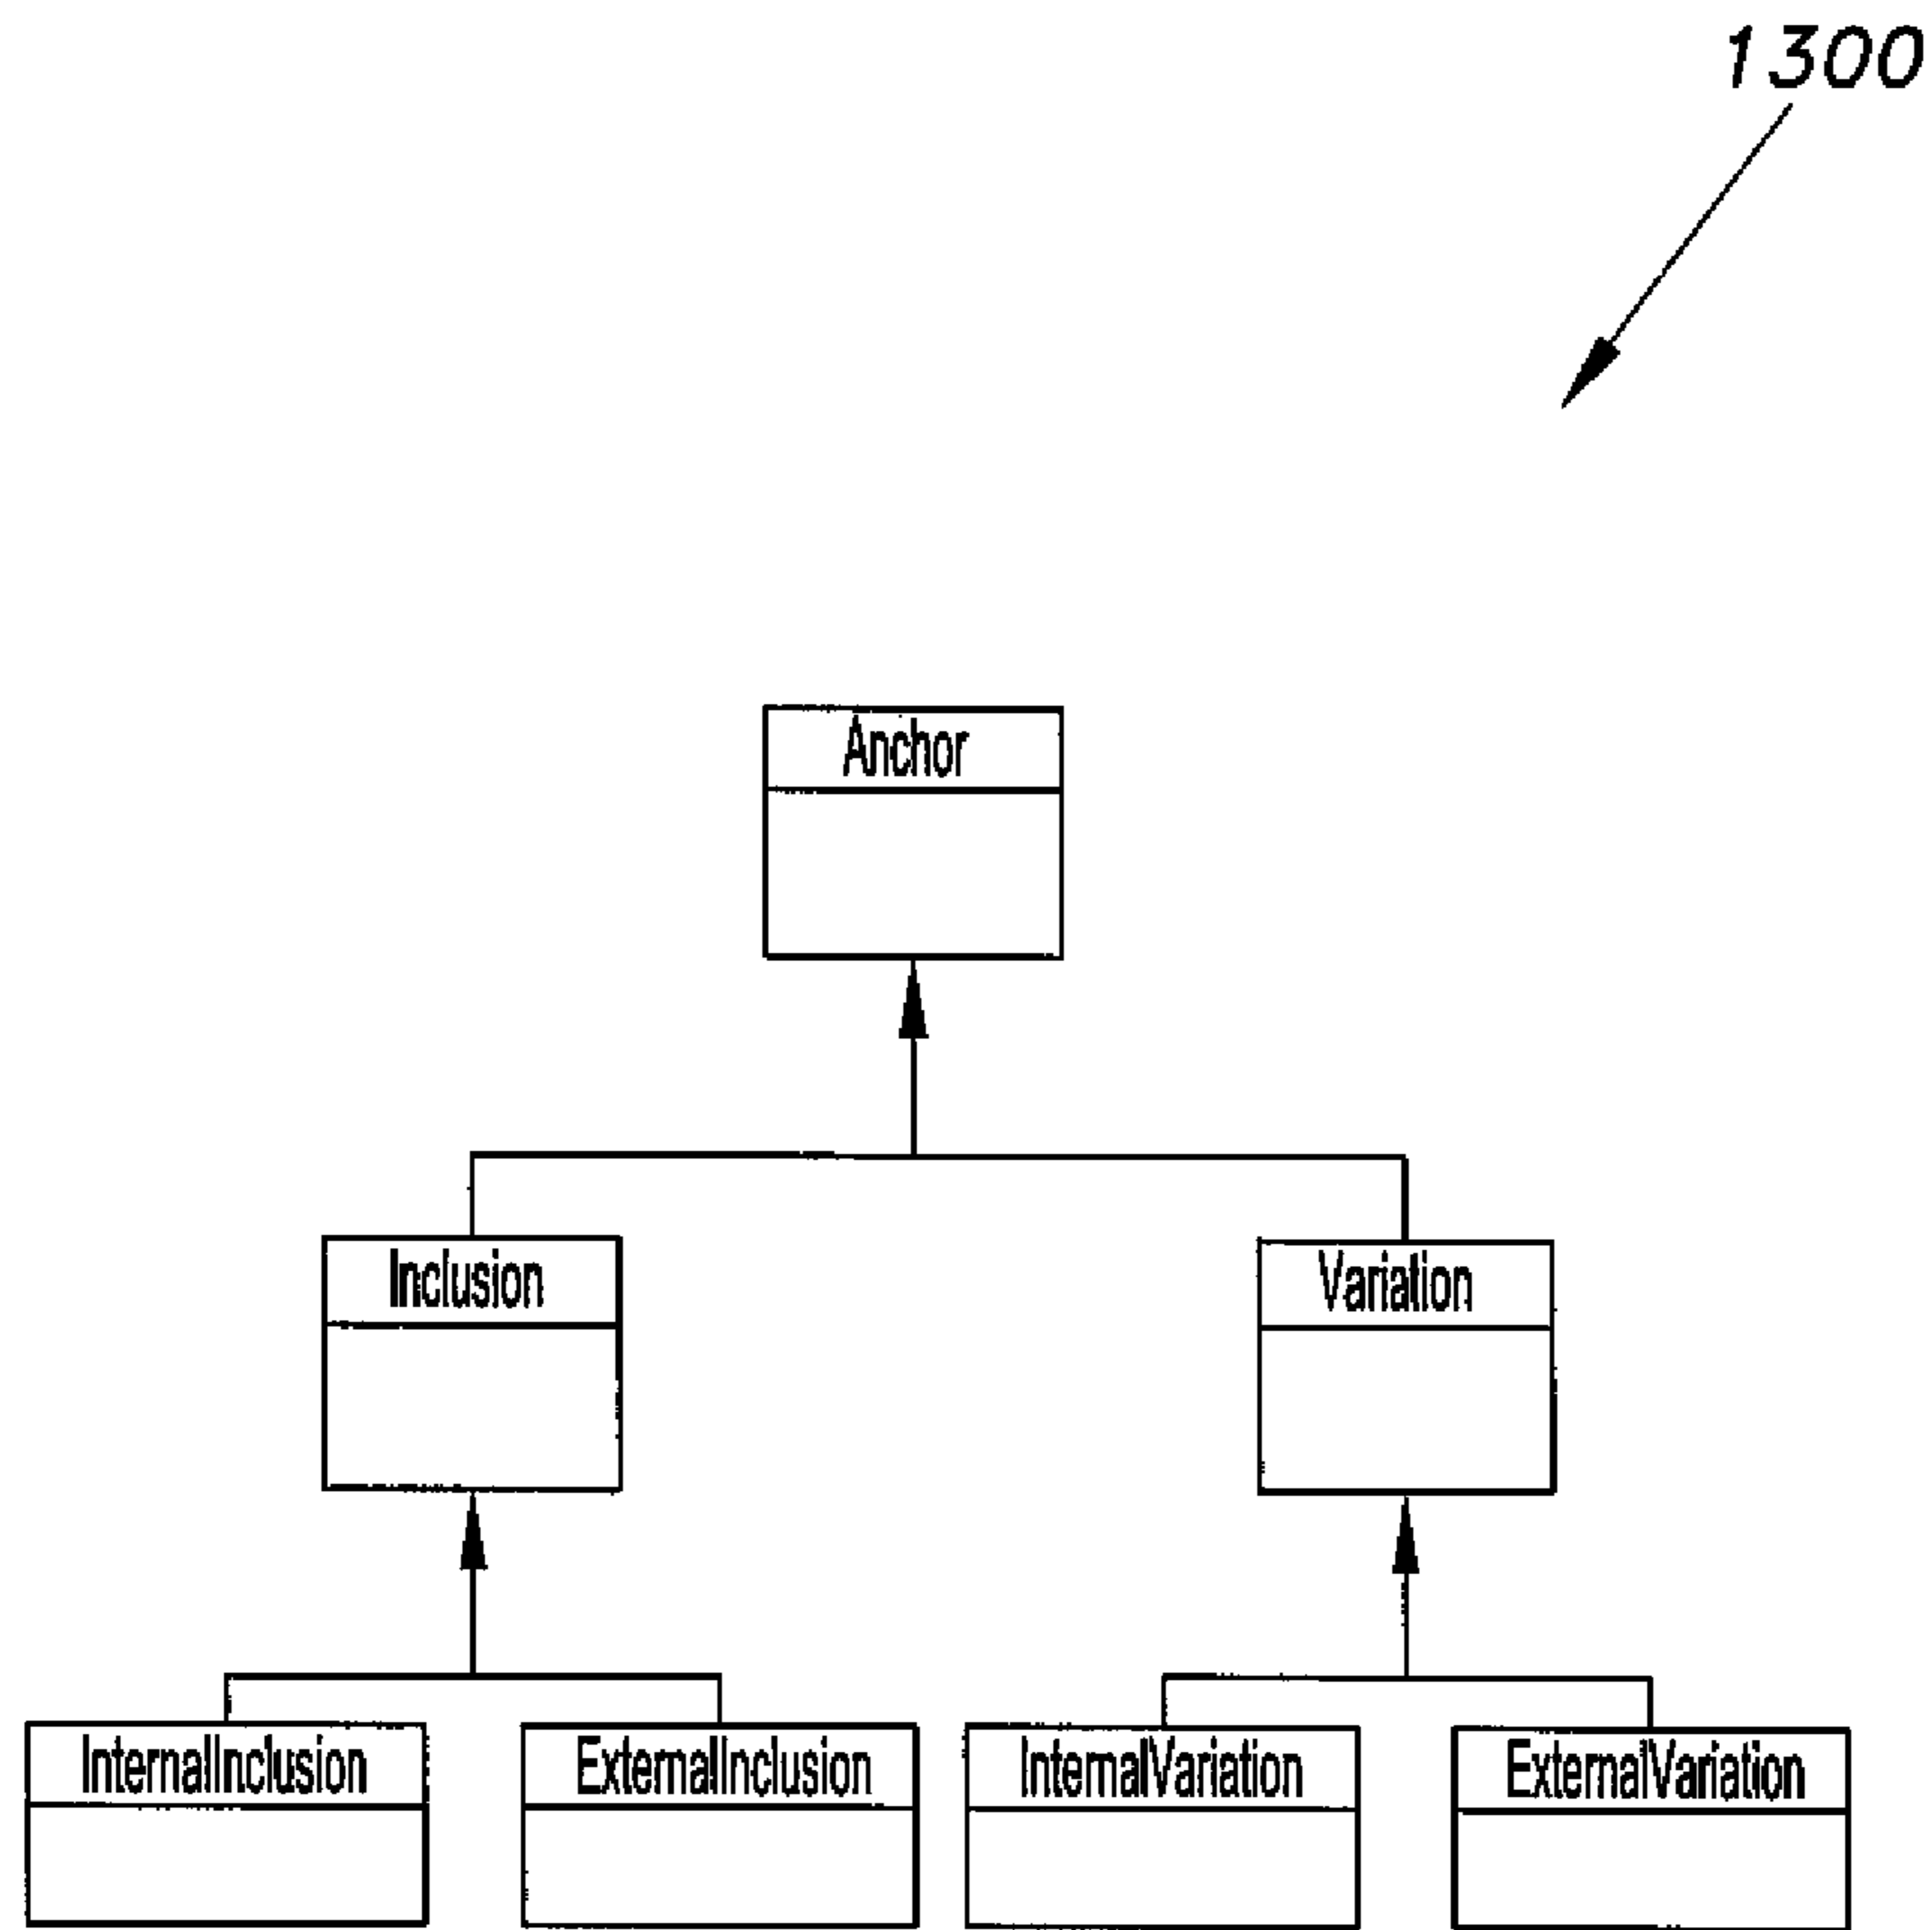 1300
Anchor
Inclusion
Variation
InternalInclusion
ExternalInclusion
InternalVariation
ExternalVariation